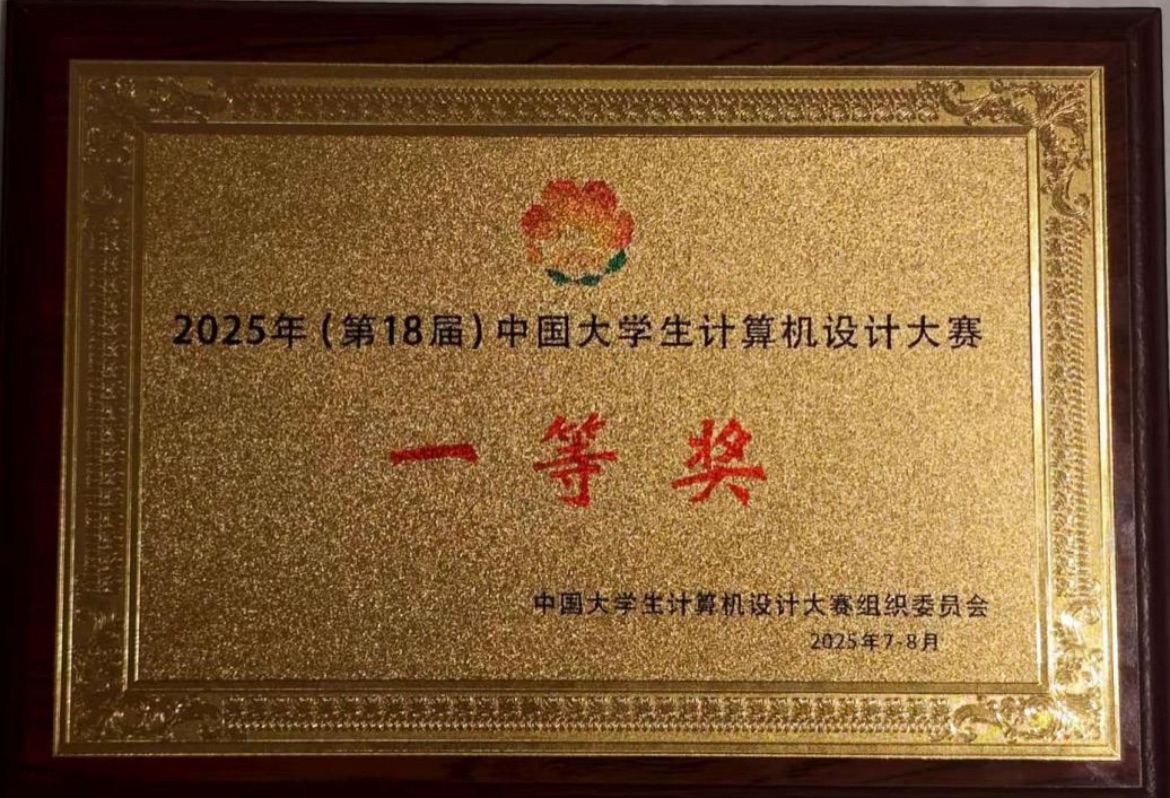 2025年(第18届)中国大学生计算机设计大赛
一等奖
中国大学生计算机设计大赛组织委员会
2025年7-8月